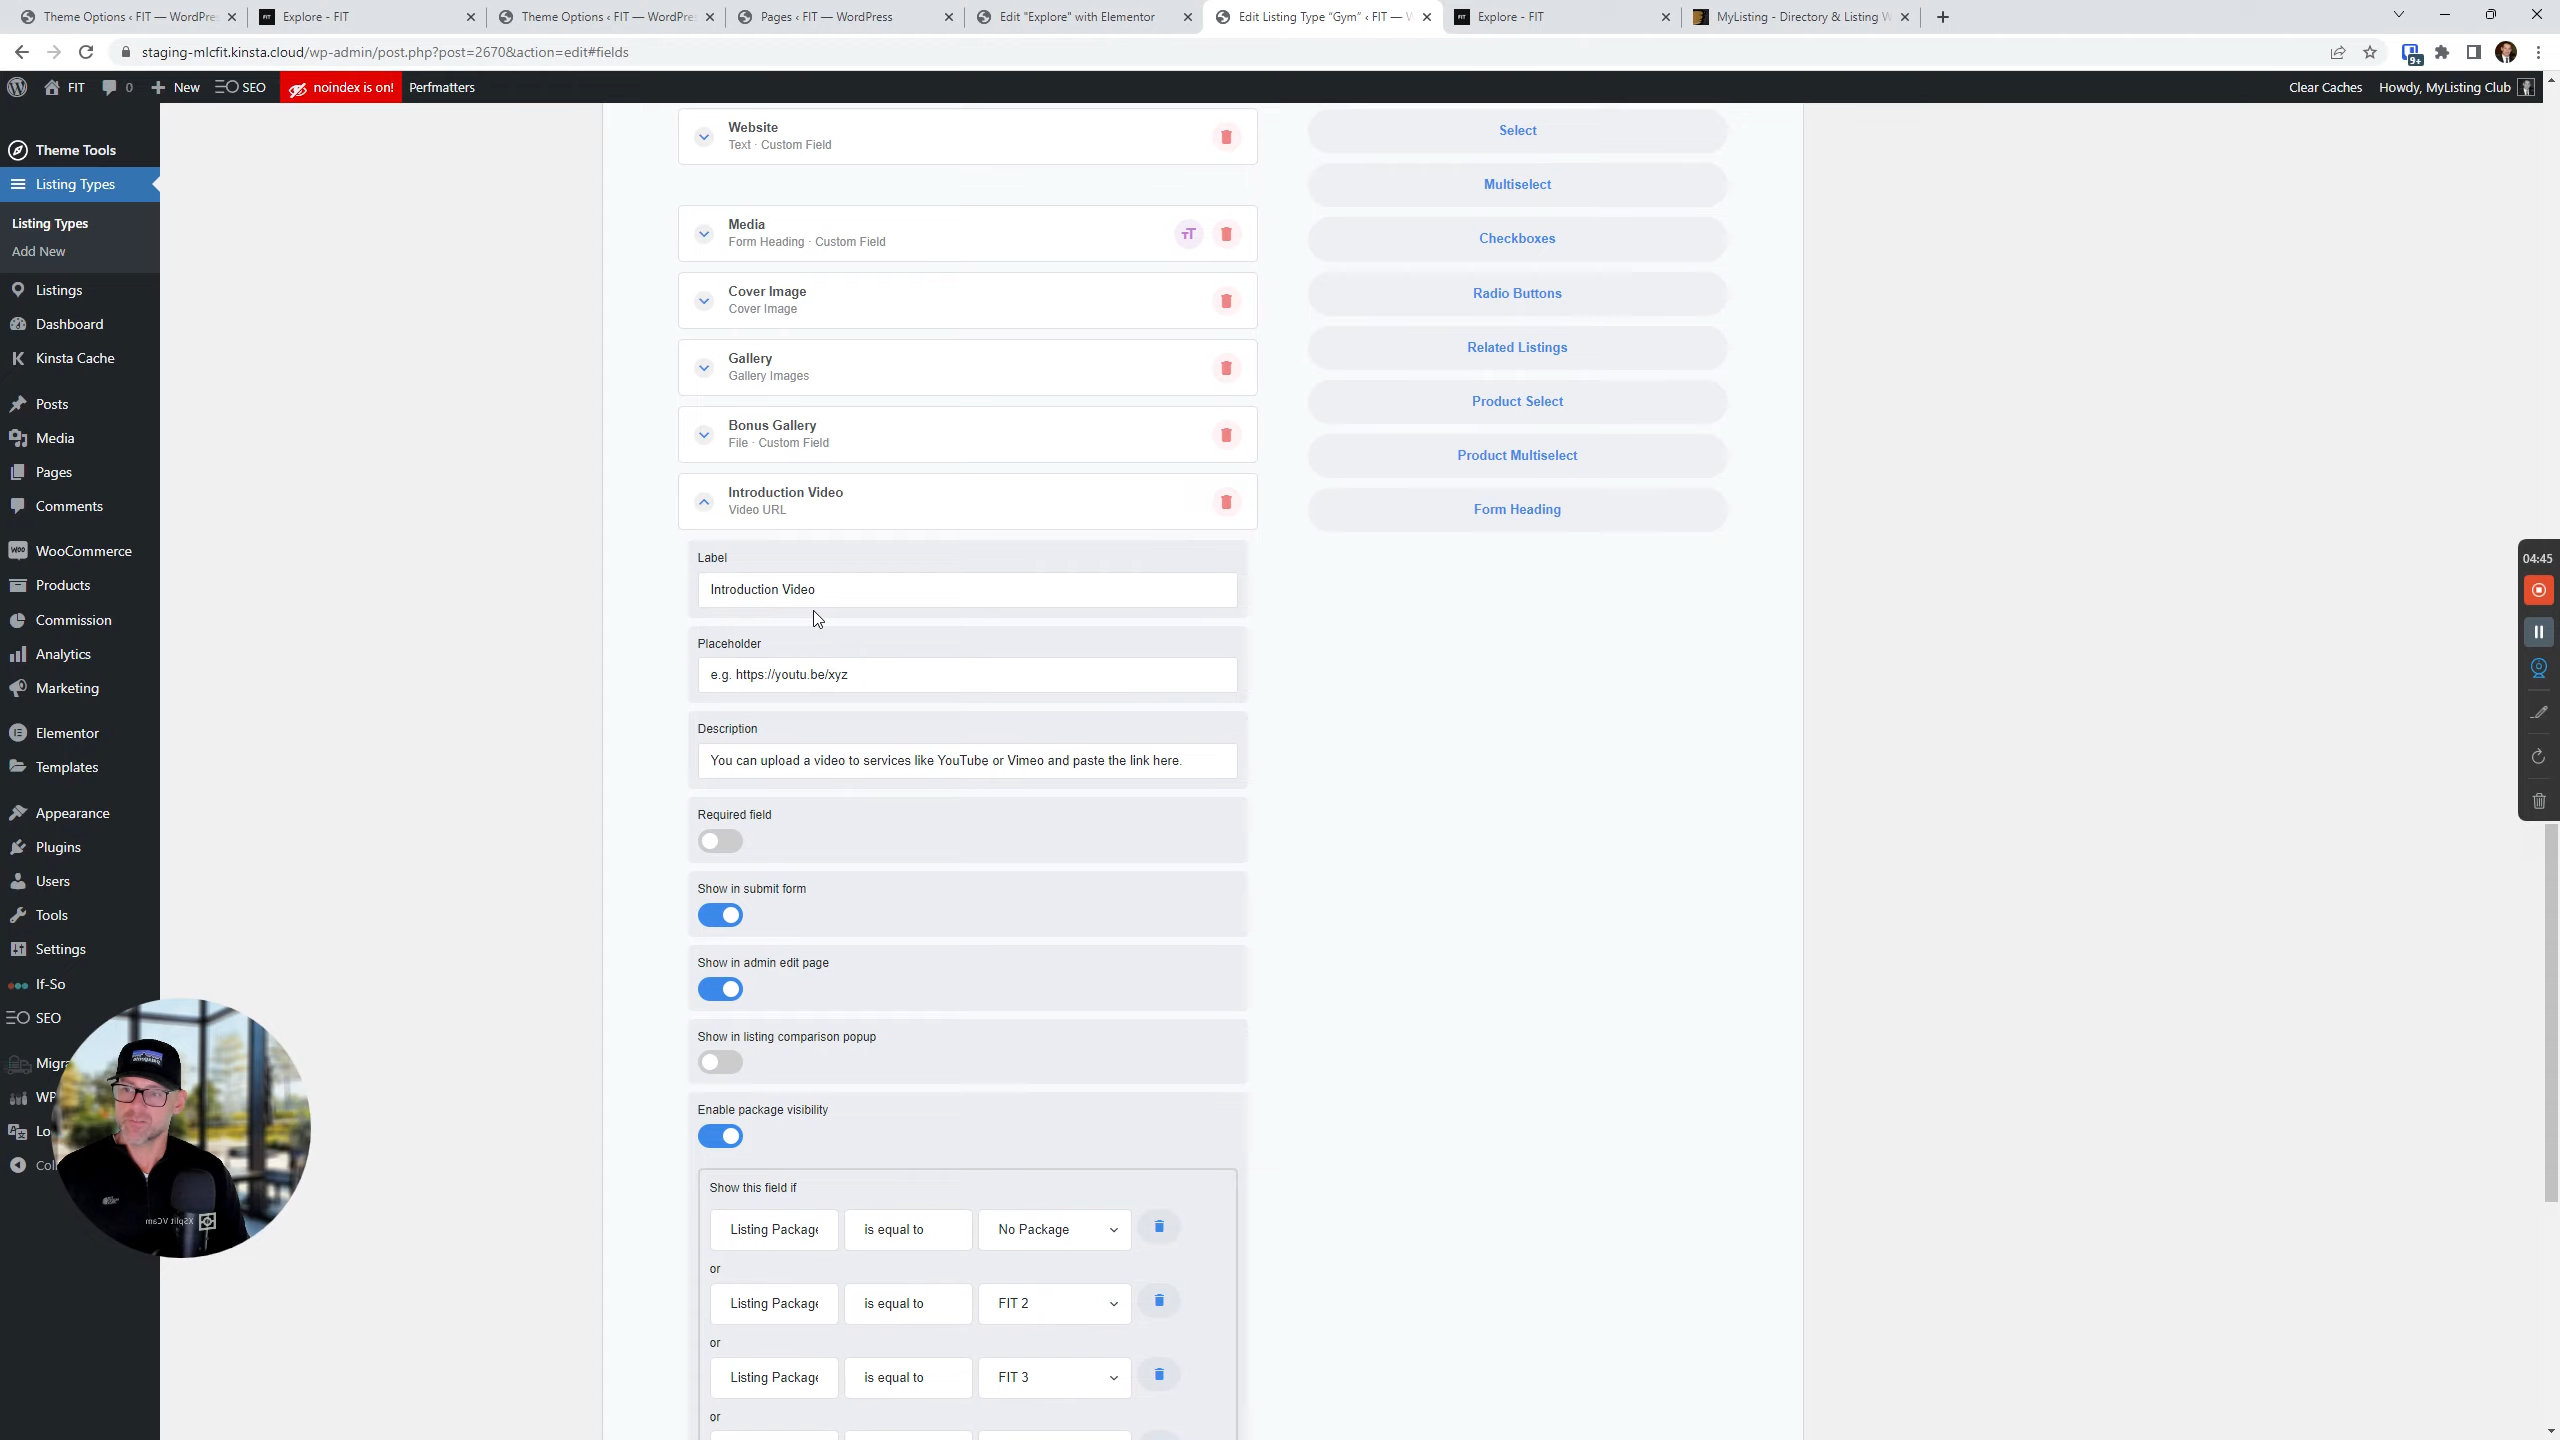 Theme Options ‹ FIT — WordPre
Explore - FIT
Theme Options ‹ FIT — WordPre
Pages ‹ FIT — WordPress
Edit "Explore" with Elementor
Edit Listing Type "Gym" ‹ FIT — W
Explore - FIT
MyListing - Directory & Listing W
staging-mlcfit.kinsta.cloud/wp-admin/post.php?post=2670&action=edit#fields
9+
FIT
0
New
SEO
noindex is on!
Perfmatters
Clear Caches
Howdy, MyListing Club
Theme Tools
Listing Types
Listing Types
Add New
Listings
Dashboard
Kinsta Cache
Posts
Media
Pages
Comments
WooCommerce
Products
Commission
Analytics
Marketing
Elementor
Templates
Appearance
Plugins
Users
Tools
Settings
If-So
SEO
Migra
WP
Lo
Coll
Website
Text · Custom Field
Media
Form Heading · Custom Field
Cover Image
Cover Image
Gallery
Gallery Images
Bonus Gallery
File · Custom Field
Introduction Video
Video URL
Label
Introduction Video
Placeholder
e.g. https://youtu.be/xyz
Description
You can upload a video to services like YouTube or Vimeo and paste the link here.
Required field
Show in submit form
Show in admin edit page
Show in listing comparison popup
Enable package visibility
Show this field if
Listing Package is equal to No Package
or
Listing Package is equal to FIT 2
or
Listing Package is equal to FIT 3
or
Select
Multiselect
Checkboxes
Radio Buttons
Related Listings
Product Select
Product Multiselect
Form Heading
04:45
XSplit VCam